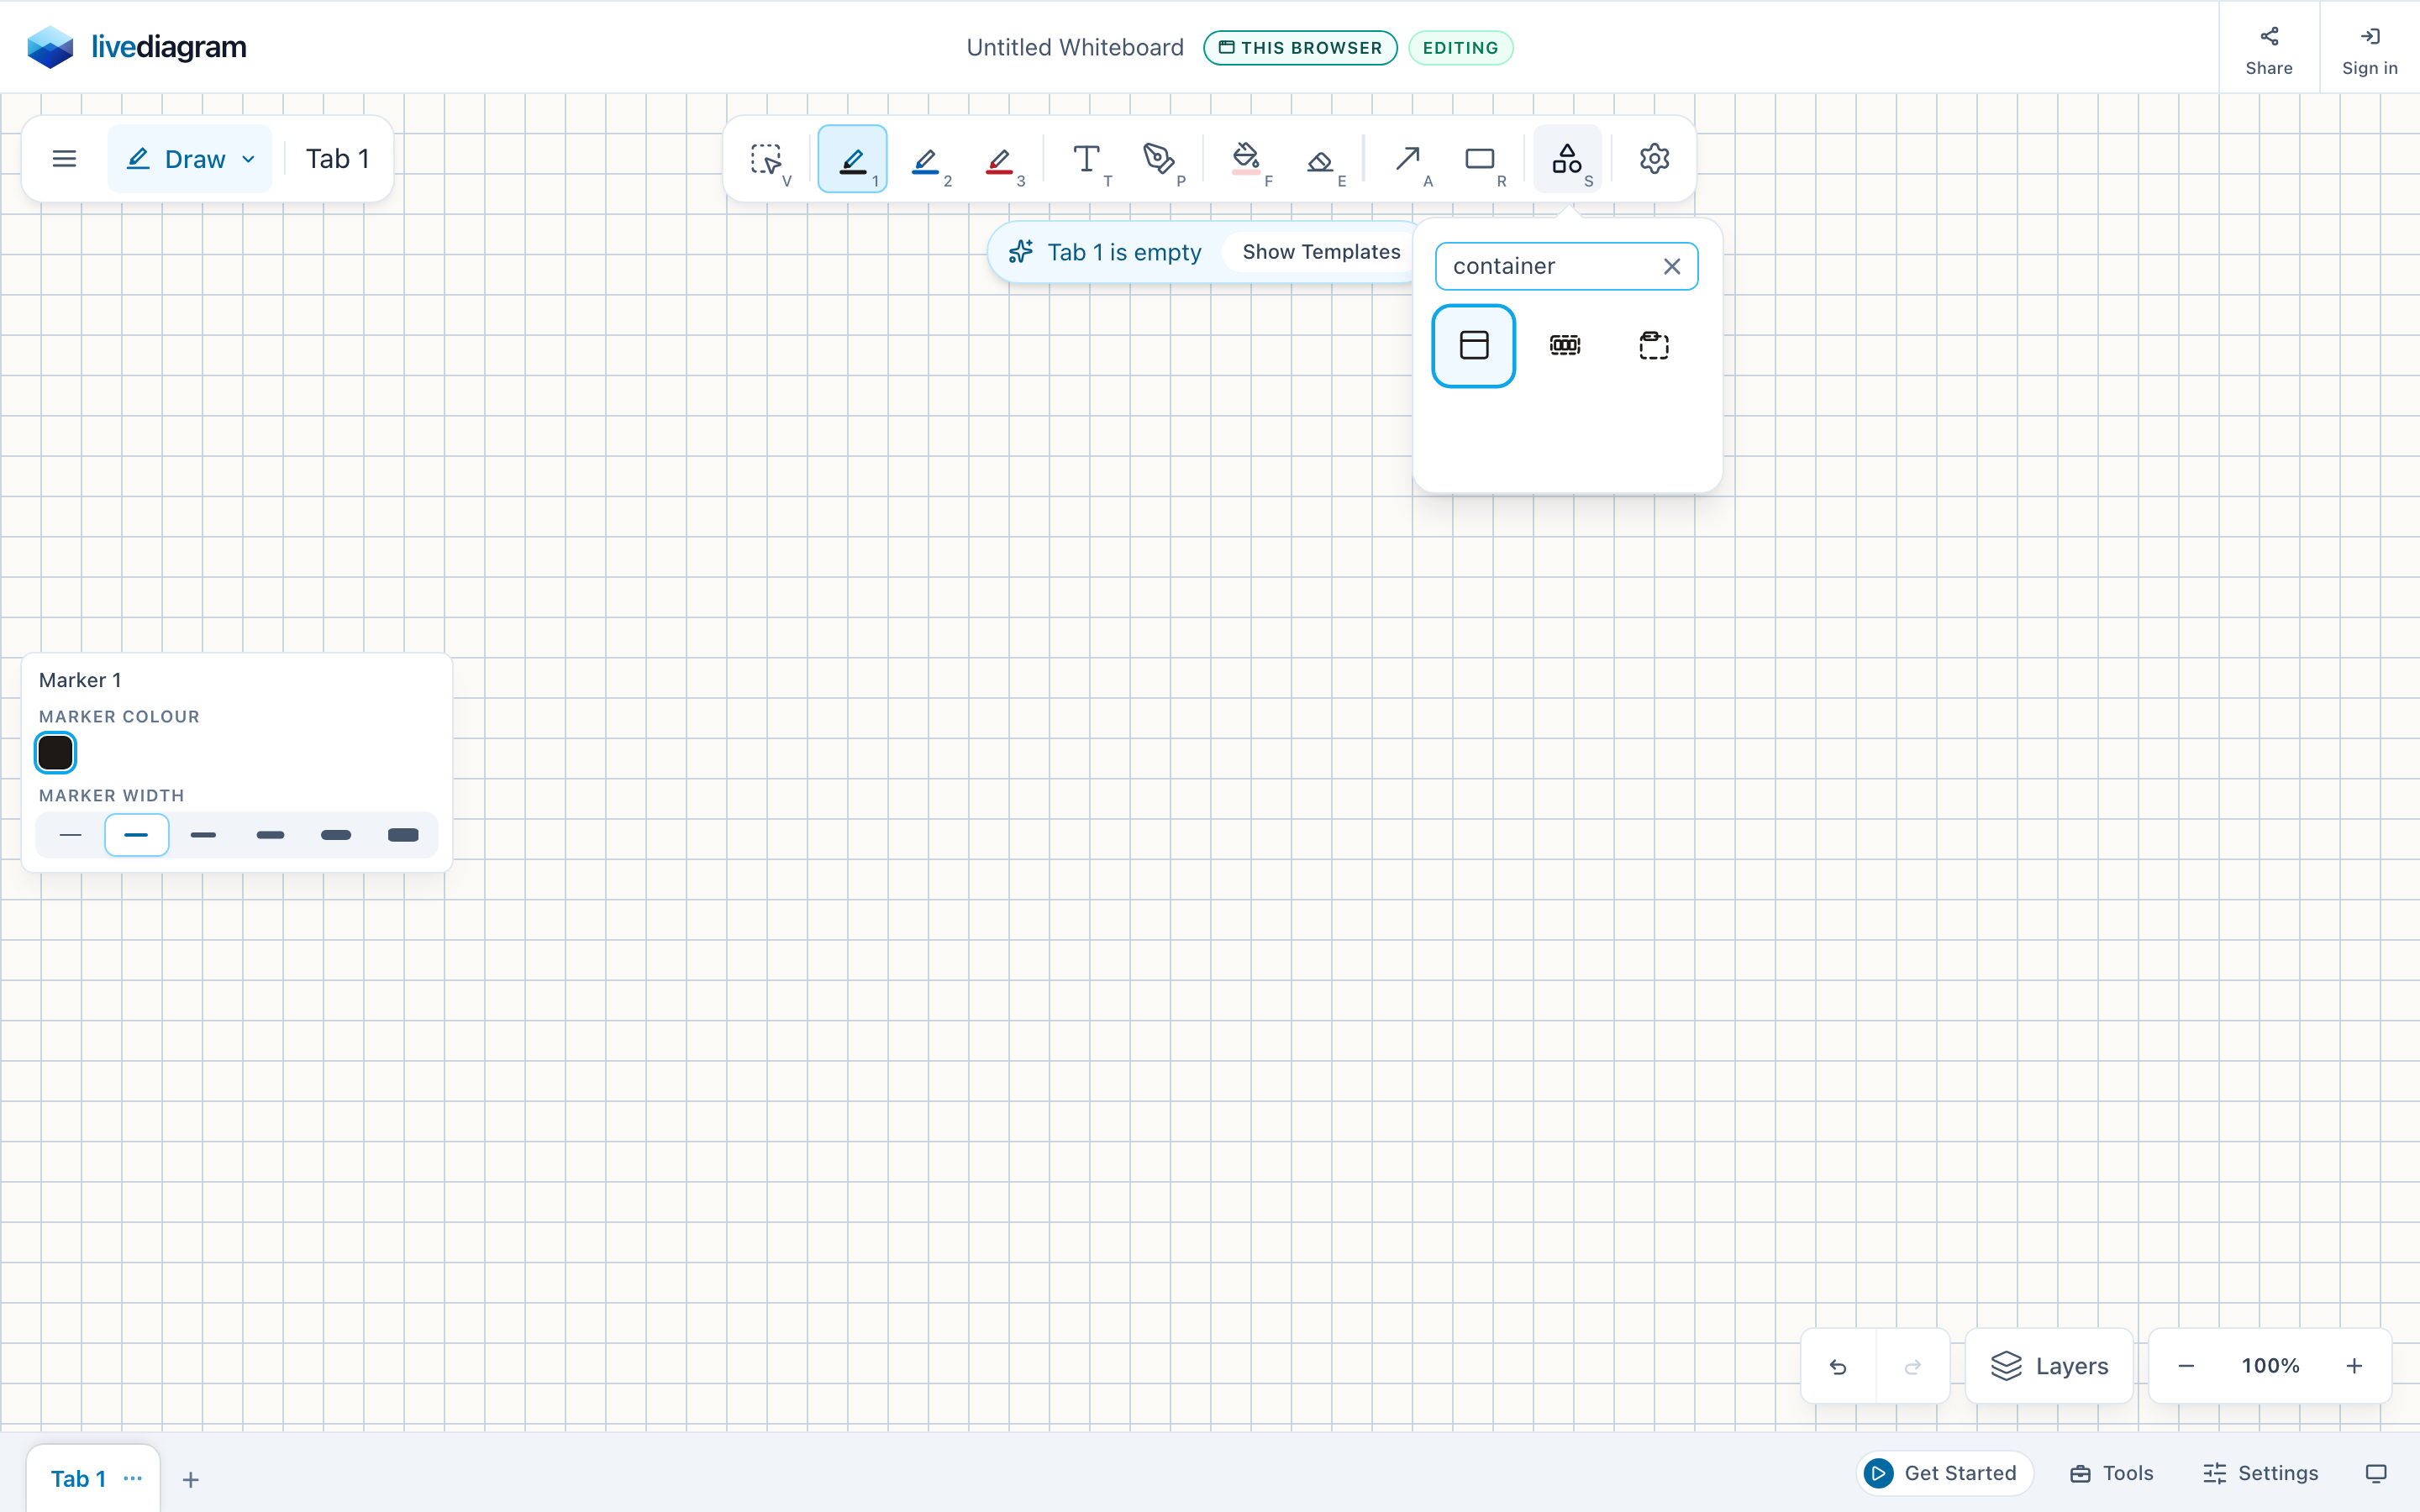 livediagram
Untitled Whiteboard
THIS BROWSER
EDITING
Share
Sign in
Draw
Tab 1
V
1
2
3
T
P
F
E
A
R
S
Tab 1 is empty
Show Templates
container
Marker 1
MARKER COLOUR
MARKER WIDTH
Layers
100%
Tab 1
Get Started
Tools
Settings